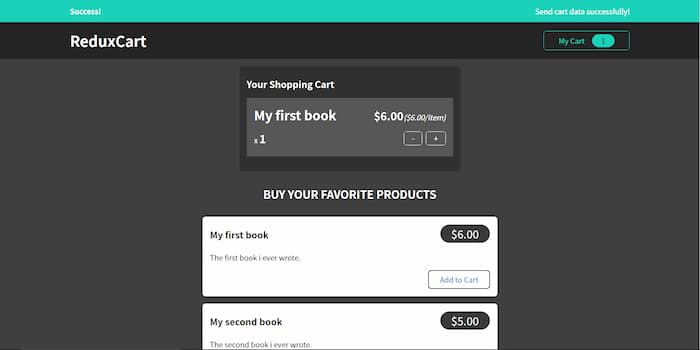 Success! Send cart data successfully!
ReduxCart My Cart 1
Your Shopping Cart
My first book $6.00 ($6.00/item)
x 1 - +
BUY YOUR FAVORITE PRODUCTS
My first book $6.00
The first book i ever wrote.
Add to Cart
My second book $5.00
The second book i ever wrote.